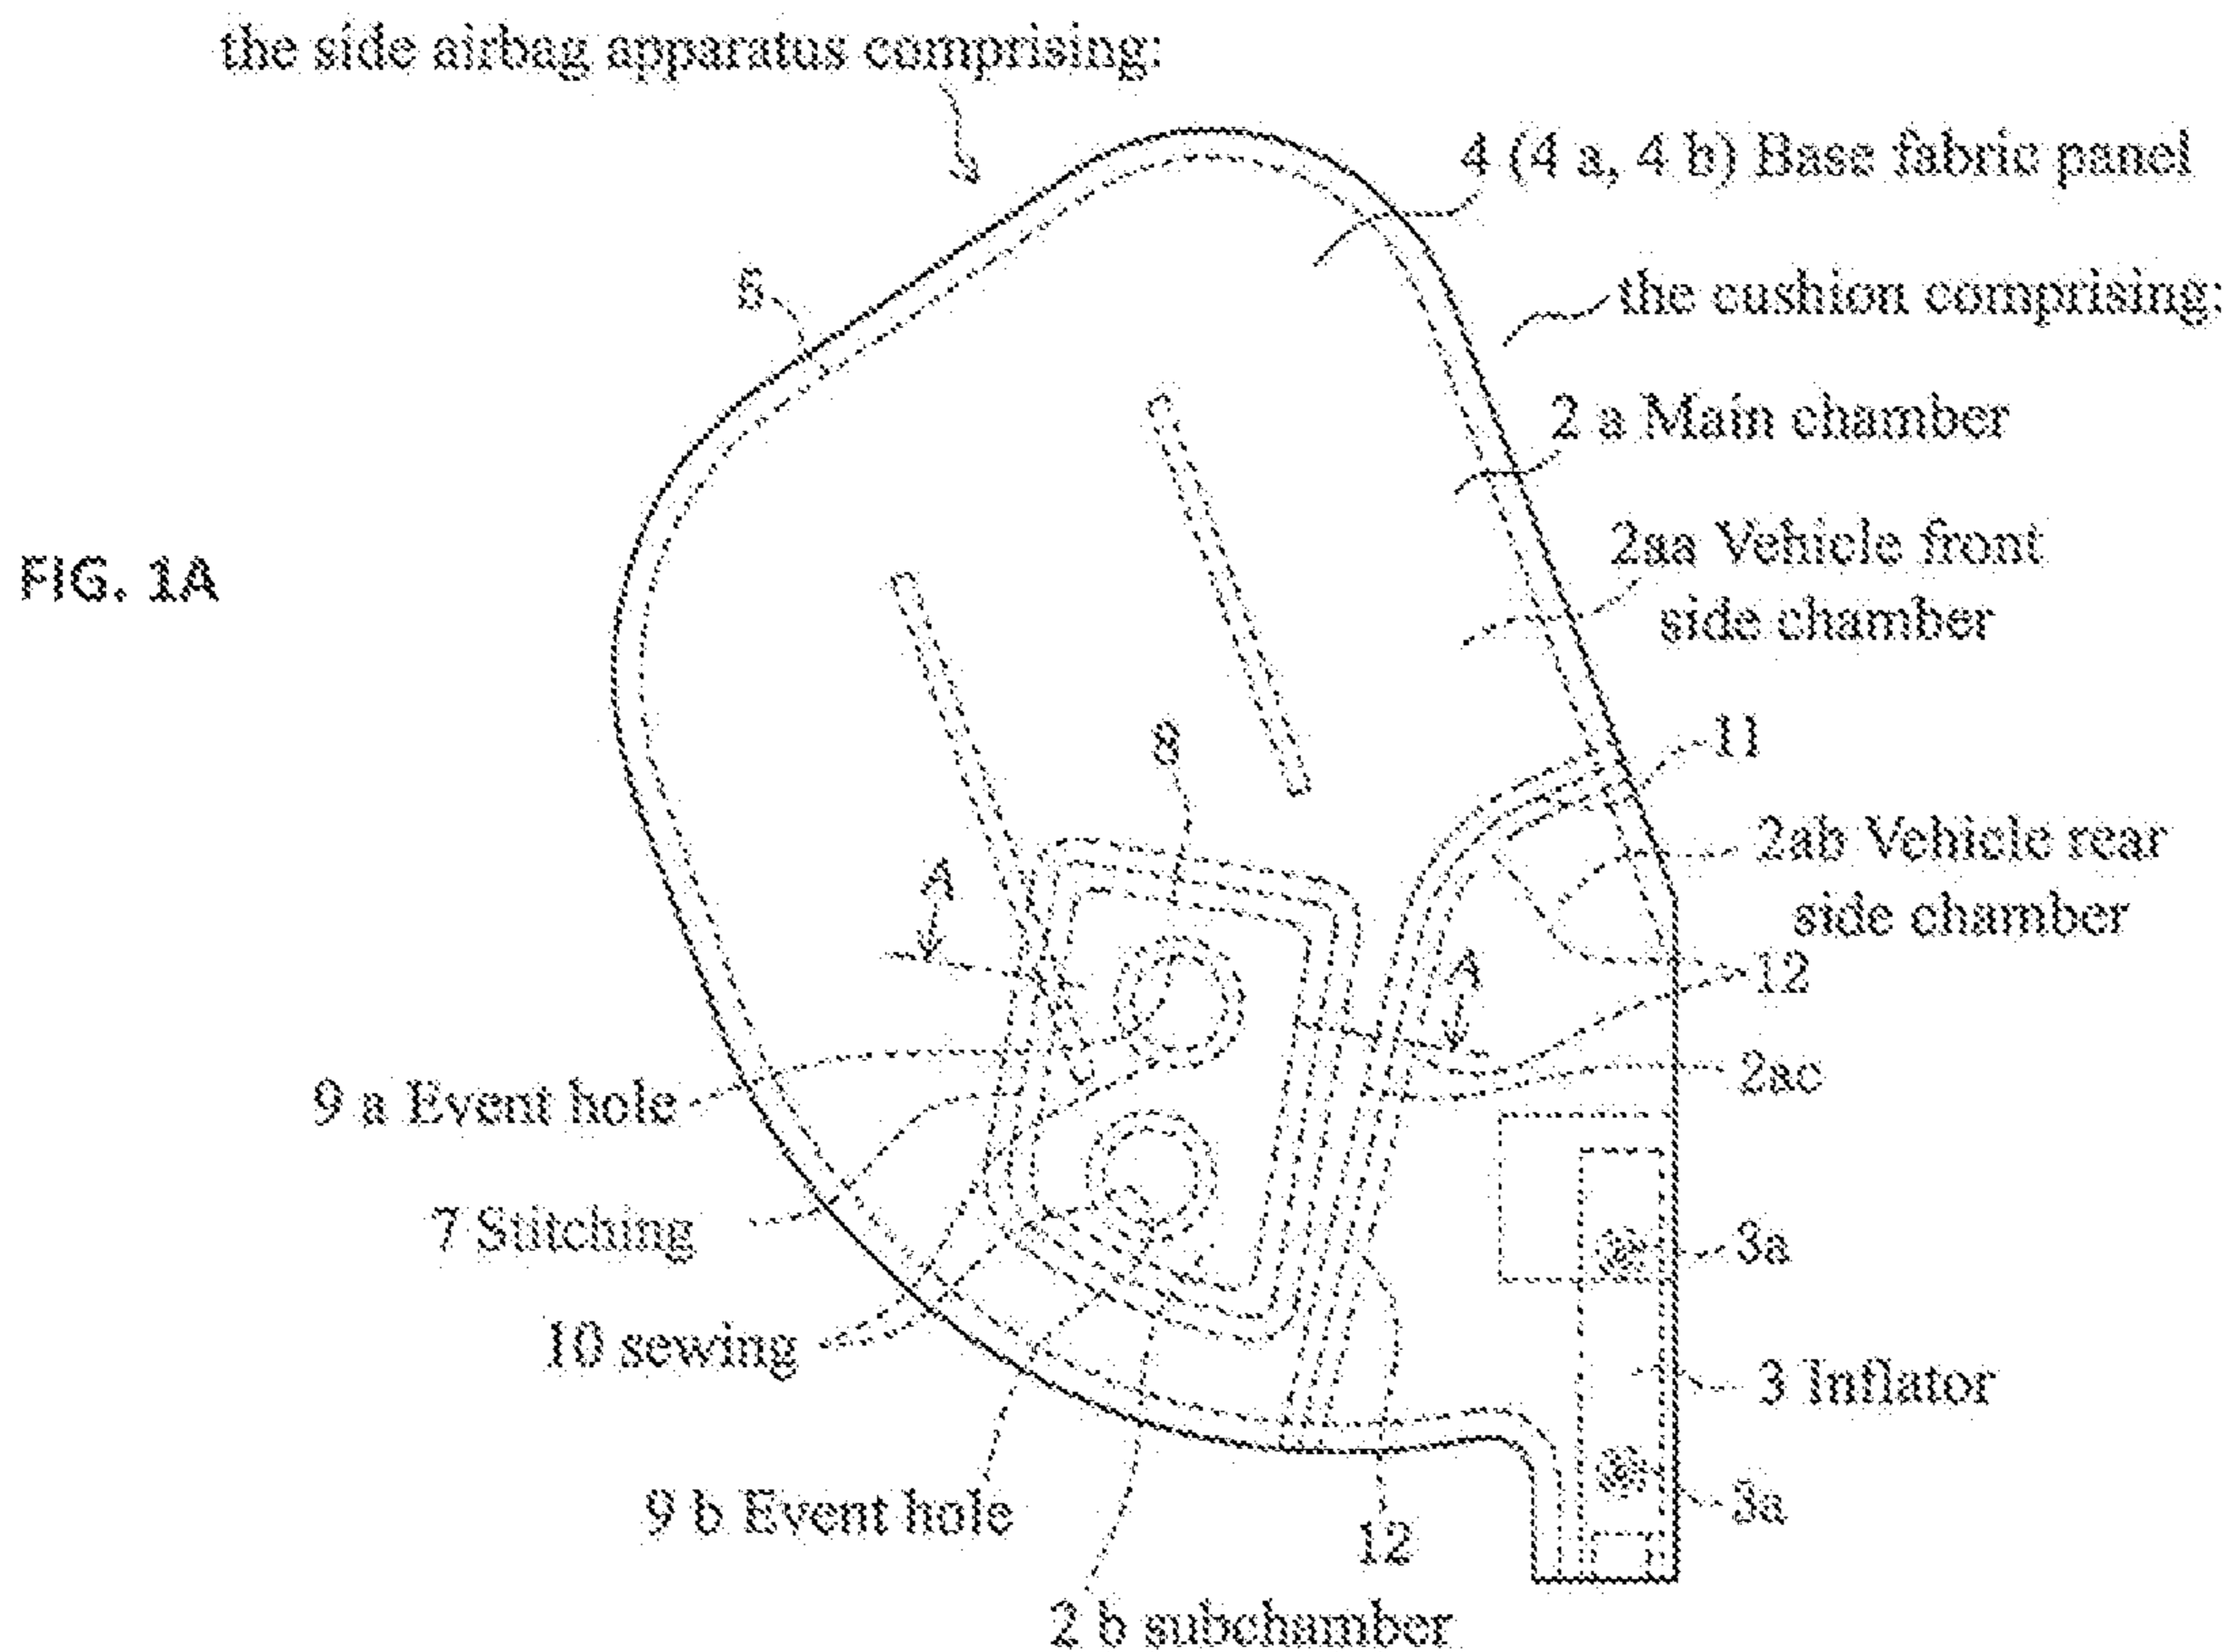 the side airbag apparatus comprising:
4 (4 a, 4 b) Base fabric panel
6
the cushion comprising:
2 a Main chamber
2aa Vehicle front
side chamber
FIG. 1A
8
11
2ab Vehicle rear
side chamber
A
A
12
2ac
9 a Event hole
7 Stitching
3a
10 sewing
3 Inflator
9 b Event hole
12
3a
2 b subchamber